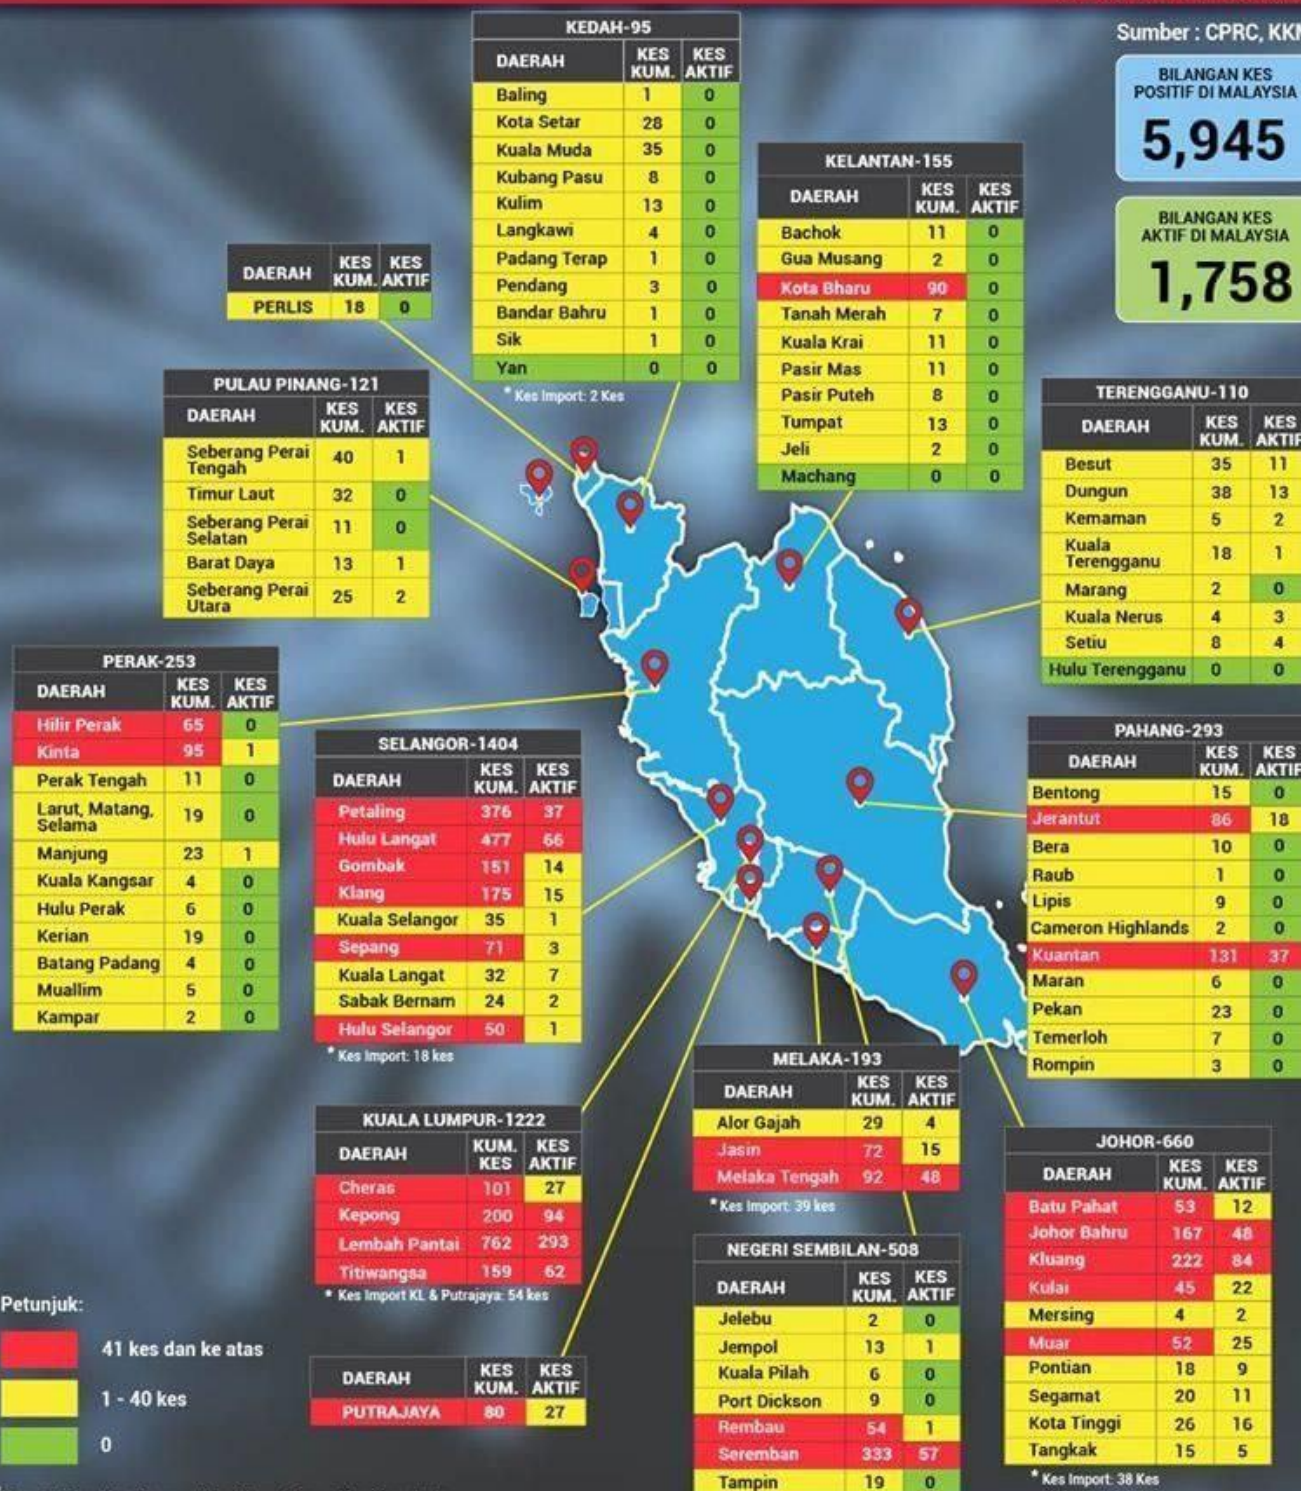 Sumber : CPRC, KKM
BILANGAN KES
POSITIF DI MALAYSIA
5,945
BILANGAN KES
AKTIF DI MALAYSIA
1,758
KEDAH-95
DAERAH KES KUM. KES AKTIF
Baling 1 0
Kota Setar 28 0
Kuala Muda 35 0
Kubang Pasu 8 0
Kulim 13 0
Langkawi 4 0
Padang Terap 1 0
Pendang 3 0
Bandar Bahru 1 0
Sik 1 0
Yan 0 0
* Kes Import: 2 Kes
KELANTAN-155
DAERAH KES KUM. KES AKTIF
Bachok 11 0
Gua Musang 2 0
Kota Bharu 90 0
Tanah Merah 7 0
Kuala Krai 11 0
Pasir Mas 11 0
Pasir Puteh 8 0
Tumpat 13 0
Jeli 2 0
Machang 0 0
DAERAH KES KUM. KES AKTIF
PERLIS 18 0
PULAU PINANG-121
DAERAH KES KUM. KES AKTIF
Seberang Perai Tengah 40 1
Timur Laut 32 0
Seberang Perai Selatan 11 0
Barat Daya 13 1
Seberang Perai Utara 25 2
TERENGGANU-110
DAERAH KES KUM. KES AKTIF
Besut 35 11
Dungun 38 13
Kemaman 5 2
Kuala Terengganu 18 1
Marang 2 0
Kuala Nerus 4 3
Setiu 8 4
Hulu Terengganu 0 0
PERAK-253
DAERAH KES KUM. KES AKTIF
Hilir Perak 65 0
Kinta 95 1
Perak Tengah 11 0
Larut, Matang, Selama 19 0
Manjung 23 1
Kuala Kangsar 4 0
Hulu Perak 6 0
Kerian 19 0
Batang Padang 4 0
Muallim 5 0
Kampar 2 0
SELANGOR-1404
DAERAH KES KUM. KES AKTIF
Petaling 376 37
Hulu Langat 477 66
Gombak 151 14
Klang 175 15
Kuala Selangor 35 1
Sepang 71 3
Kuala Langat 32 7
Sabak Bernam 24 2
Hulu Selangor 50 1
* Kes Import: 18 kes
PAHANG-293
DAERAH KES KUM. KES AKTIF
Bentong 15 0
Jerantut 86 18
Bera 10 0
Raub 1 0
Lipis 9 0
Cameron Highlands 2 0
Kuantan 131 37
Maran 6 0
Pekan 23 0
Temerloh 7 0
Rompin 3 0
KUALA LUMPUR-1222
DAERAH KUM. KES KES AKTIF
Cheras 101 27
Kepong 200 94
Lembah Pantai 762 293
Titiwangsa 159 62
* Kes Import KL & Putrajaya: 54 kes
DAERAH KES KUM. KES AKTIF
PUTRAJAYA 80 27
MELAKA-193
DAERAH KES KUM. KES AKTIF
Alor Gajah 29 4
Jasin 72 15
Melaka Tengah 92 48
* Kes Import: 39 kes
NEGERI SEMBILAN-508
DAERAH KES KUM. KES AKTIF
Jelebu 2 0
Jempol 13 1
Kuala Pilah 6 0
Port Dickson 9 0
Rembau 54 1
Seremban 333 57
Tampin 19 0
JOHOR-660
DAERAH KES KUM. KES AKTIF
Batu Pahat 53 12
Johor Bahru 167 48
Kluang 222 84
Kulai 45 22
Mersing 4 2
Muar 52 25
Pontian 18 9
Segamat 20 11
Kota Tinggi 26 16
Tangkak 15 5
* Kes Import: 38 Kes
Petunjuk:
41 kes dan ke atas
1 - 40 kes
0